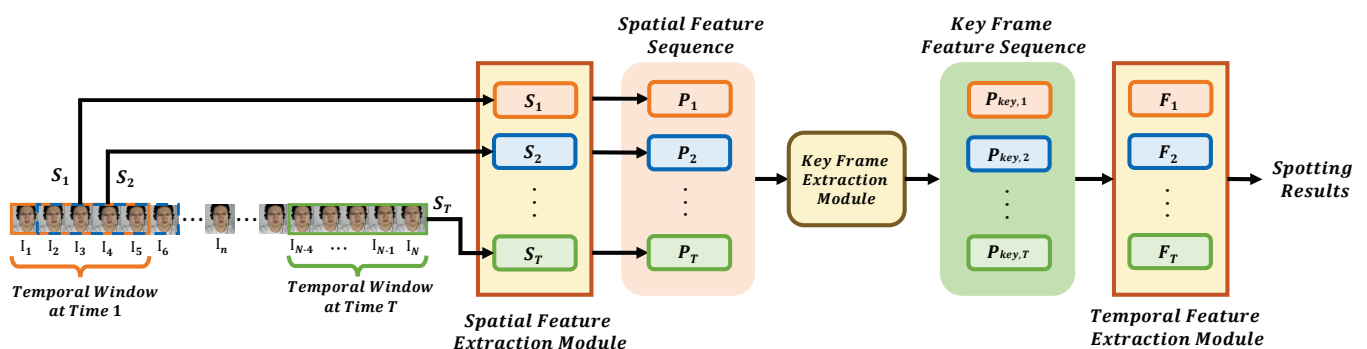 Spatial Feature
Sequence
Key Frame
Feature Sequence
S1
P1
Pkey,1
F1
S2
P2
Pkey,2
F2
Key Frame
Extraction
Module
Spotting
Results
S1
S2
ST
⋮
⋮
⋮
⋮
... ...
I1 I2 I3 I4 I5 I6 In IN-4 ... IN-1 IN
ST
PT
Pkey,T
FT
Temporal Window
at Time 1
Temporal Window
at Time T
Spatial Feature
Extraction Module
Temporal Feature
Extraction Module